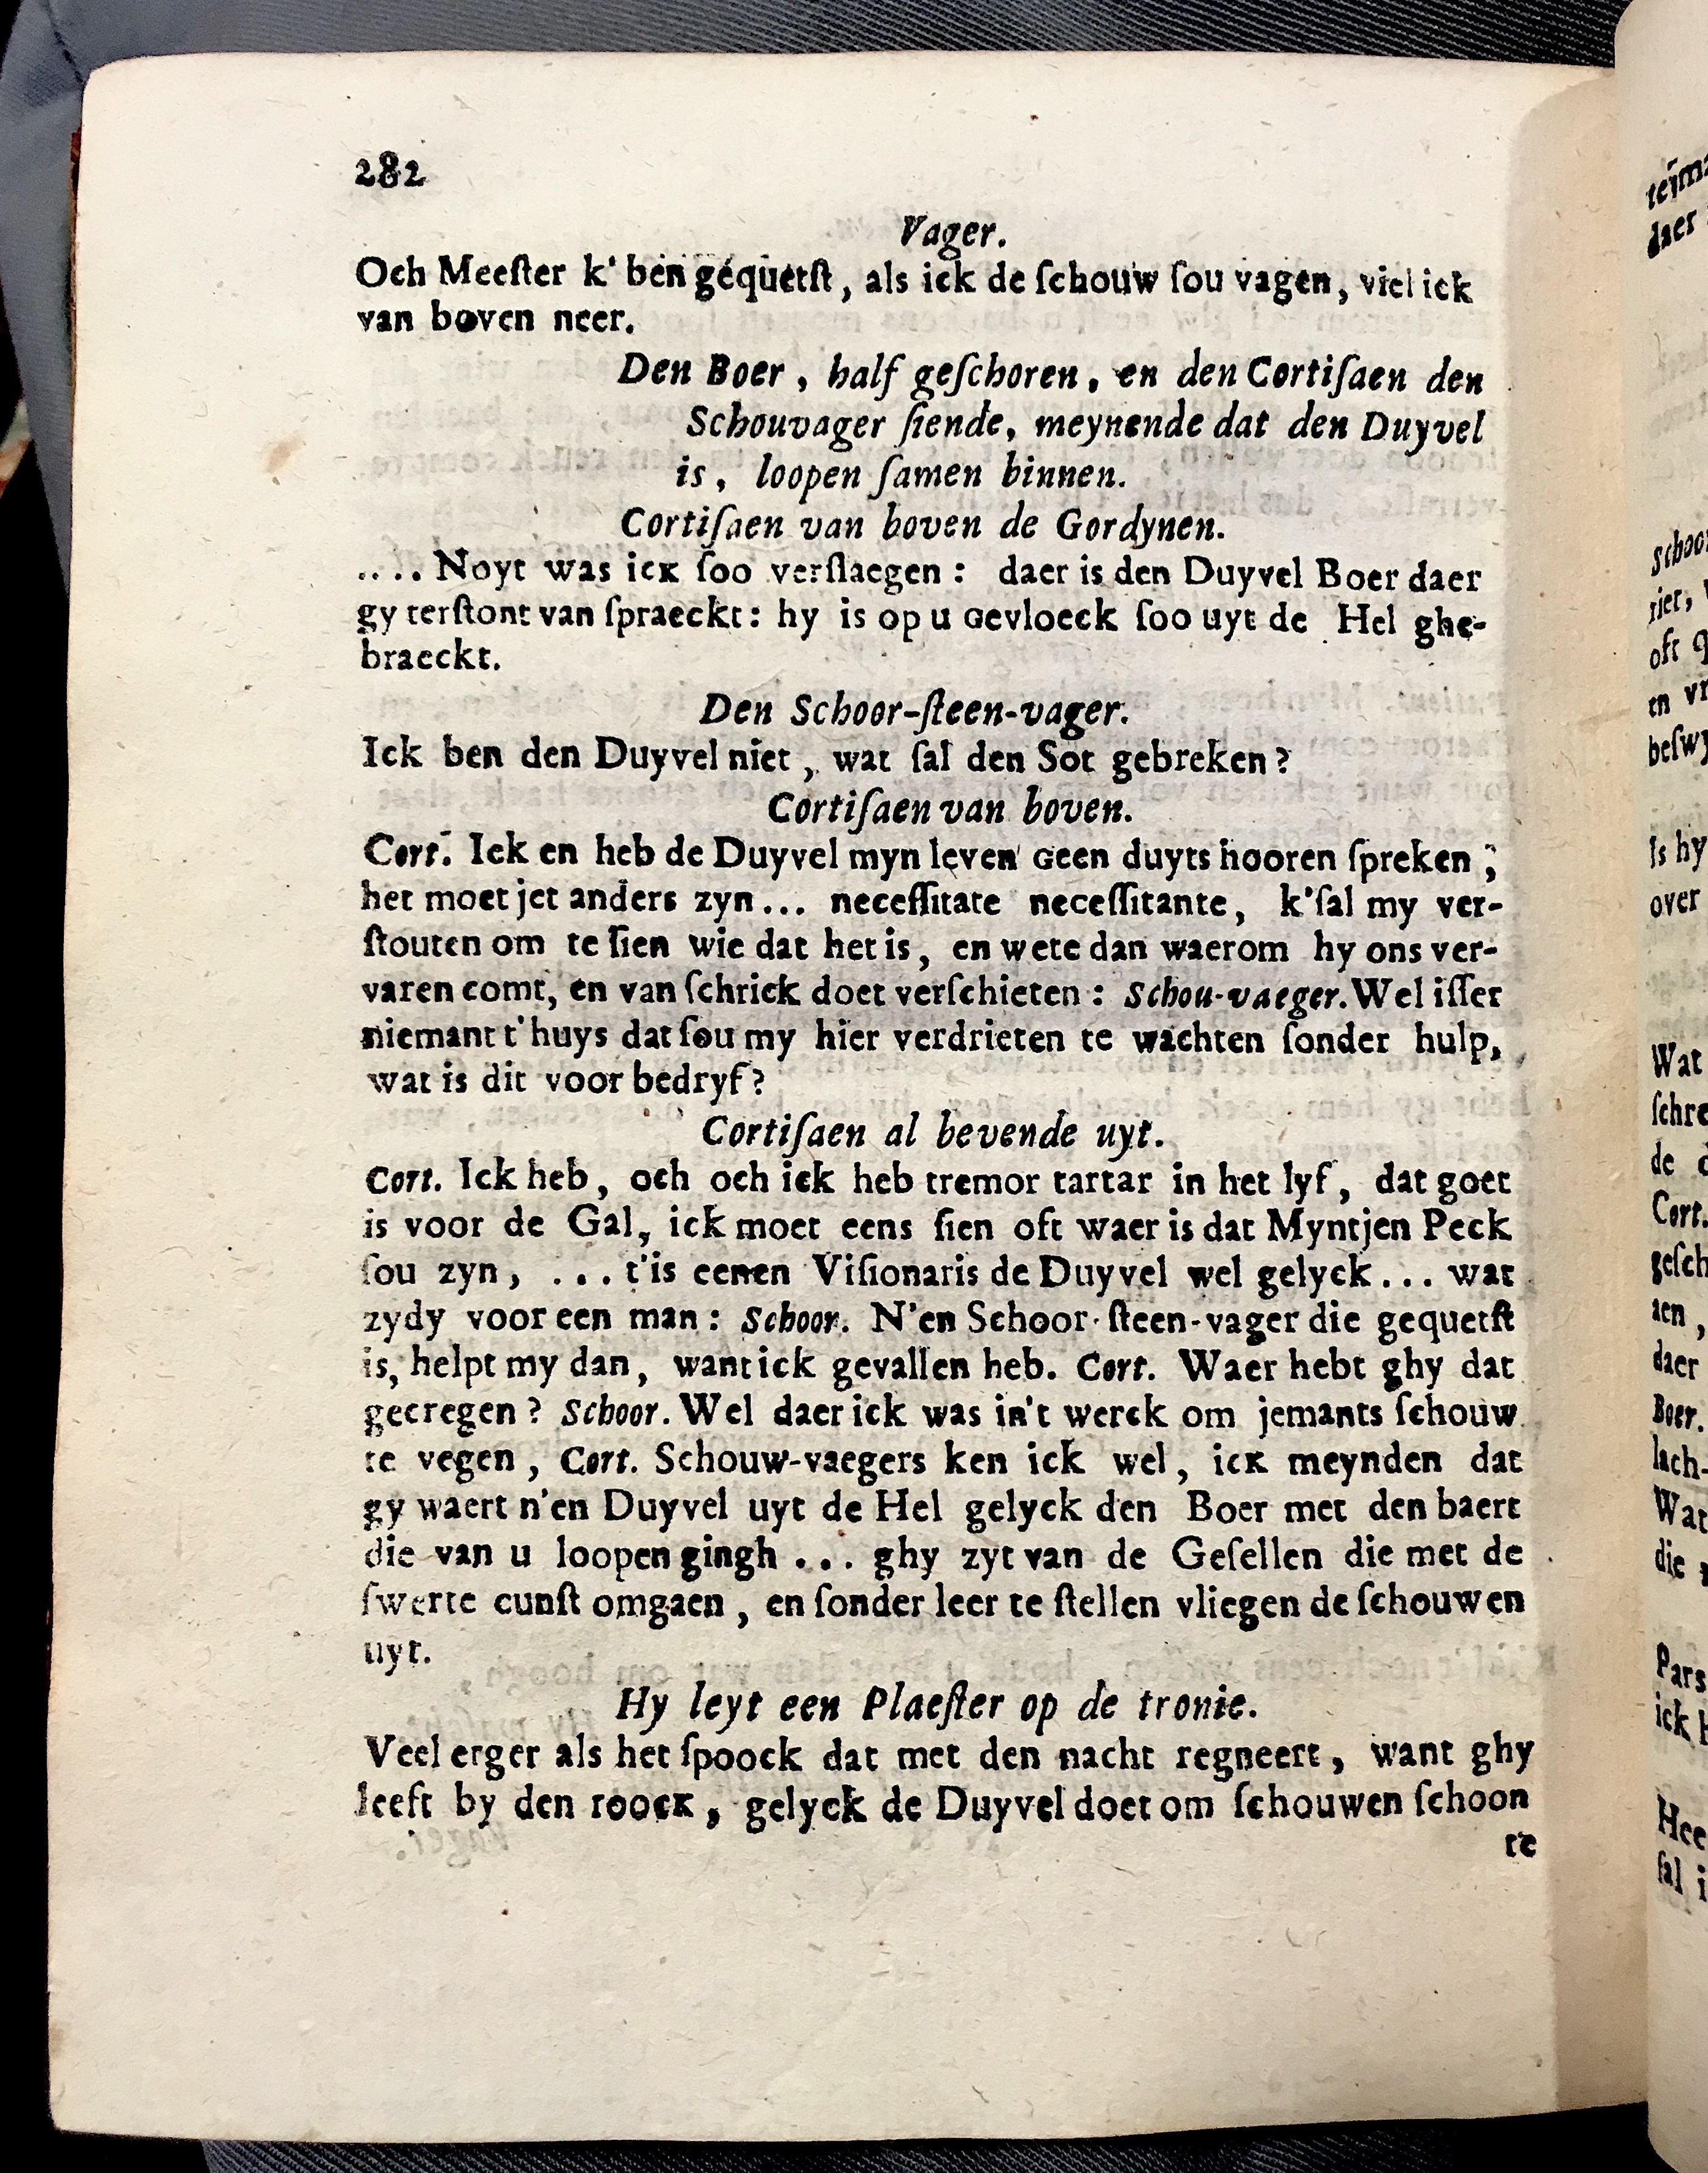 282
Vager.
Och Meeſter k' ben gequetſt, als ick de ſchouw ſou vagen, viel ick
van boven neer.
Den Boer, half geſchoren, en den Cortiſaen den
Schouvager ſiende, meynende dat den Duyvel
is, loopen ſamen binnen.
Cortiſaen van boven de Gordynen.
.... Noyt was ick ſoo verſlaegen: daer is den Duyvel Boer daer
gy terſtont van ſpraeckt: hy is op u Gevloeck ſoo uyt de Hel ghe-
braeckt.
Den Schoor-ſteen-vager.
Ick ben den Duyvel niet, wat ſal den Sot gebreken?
Cortiſaen van boven.
Cort. Ick en heb de Duyvel myn leven Geen duyts hooren ſpreken;
het moet jet anders zyn... neceſſitate neceſſitante, k'ſal my ver-
ſtouten om te ſien wie dat het is, en wete dan waerom hy ons ver-
varen comt, en van ſchrick doet verſchieten: Schou-vaeger. Wel iſſer
niemant t'huys dat ſou my hier verdrieten te wachten ſonder hulp,
wat is dit voor bedryf?
Cortiſaen al bevende uyt.
Cort. Ick heb, och och ick heb tremor tartar in het lyf, dat goet
is voor de Gal, ick moet eens ſien oft waer is dat Myntjen Peck
ſou zyn, ... t'is eenen Viſionaris de Duyvel wel gelyck... wat
zydy voor een man: Schoor. N'en Schoor-ſteen-vager die gequetſt
is, helpt my dan, want ick gevallen heb. Cort. Waer hebt ghy dat
gecregen? Schoor. Wel daer ick was in't werck om jemants ſchouw
te vegen, Cort. Schouw-vaegers ken ick wel, ick meynden dat
gy waert n'en Duyvel uyt de Hel gelyck den Boer met den baert
die van u loopen gingh ... ghy zyt van de Geſellen die met de
ſwerte cunſt omgaen, en ſonder leer te ſtellen vliegen de ſchouwen
uyt.
Hy leyt een Plaeſter op de tronie.
Veel erger als het ſpoock dat met den nacht regneert, want ghy
leeft by den roock, gelyck de Duyvel doet om ſchouwen ſchoon
te